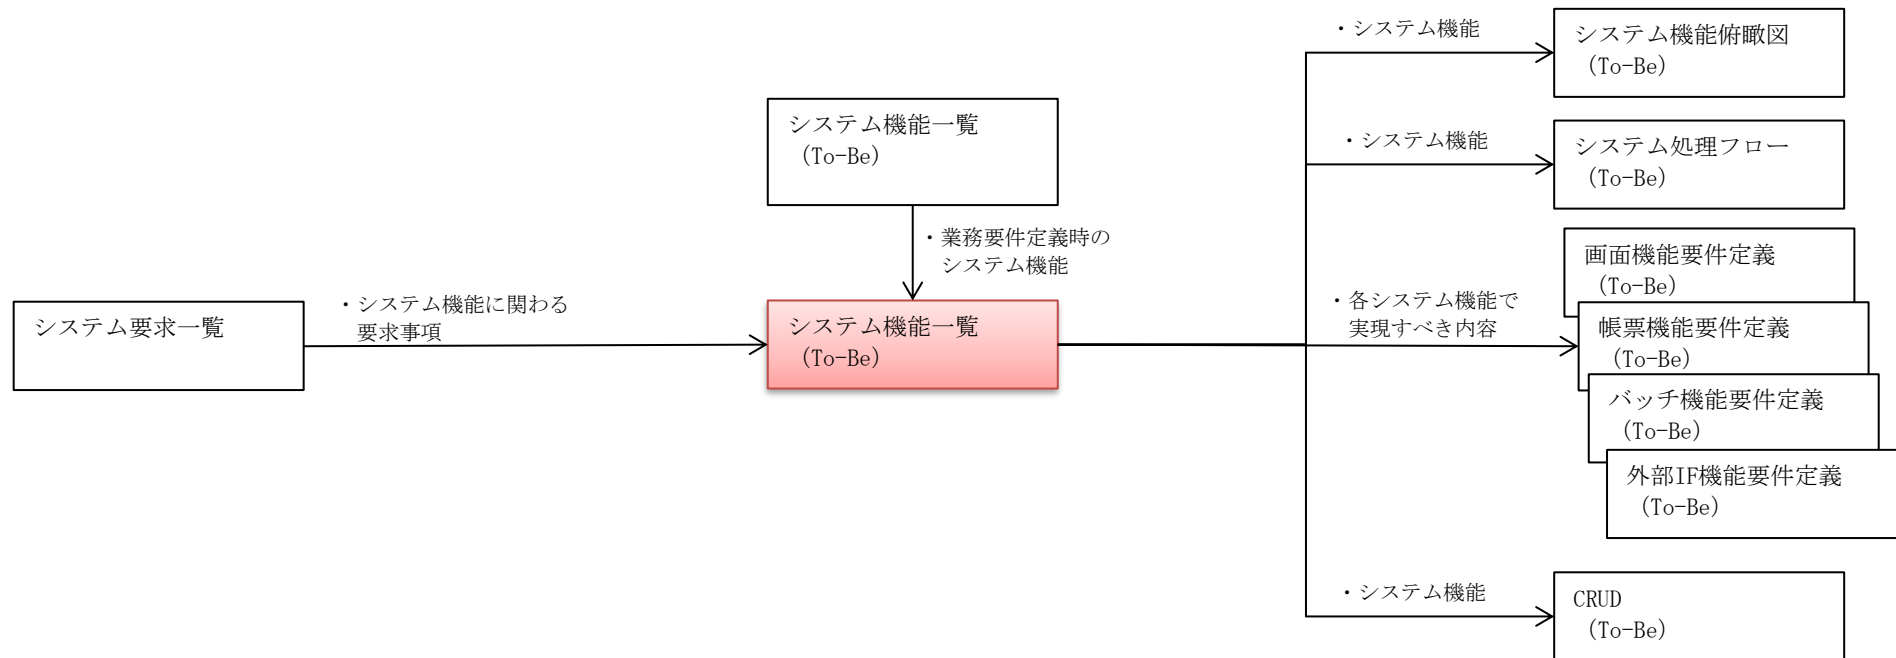 ・システム機能
システム機能俯瞰図
（To-Be）
システム機能一覧
（To-Be）
・システム機能
システム処理フロー
（To-Be）
・業務要件定義時の
システム機能
画面機能要件定義
（To-Be）
システム要求一覧
・システム機能に関わる
要求事項
システム機能一覧
（To-Be）
・各システム機能で
実現すべき内容
帳票機能要件定義
（To-Be）
バッチ機能要件定義
（To-Be）
外部IF機能要件定義
（To-Be）
・システム機能
CRUD
（To-Be）